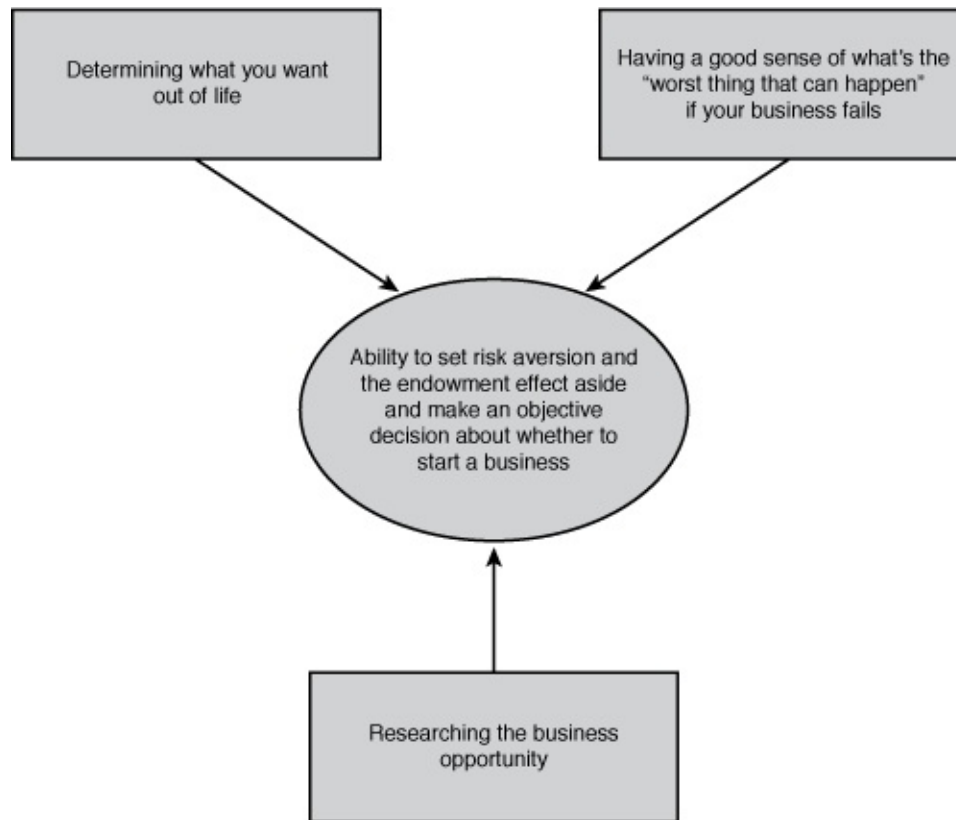 Determining what you want
out of life
Having a good sense of what's the
“worst thing that can happen”
if your business fails
Ability to set risk aversion and
the endowment effect aside
and make an objective
decision about whether to
start a business
Researching the business
opportunity